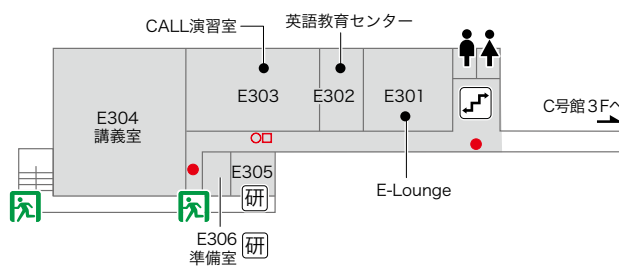 CALL演習室
英語教育センター
E304
講義室
E303
E302
E301
C号館3Fへ
E305
研
E-Lounge
E306
準備室
研